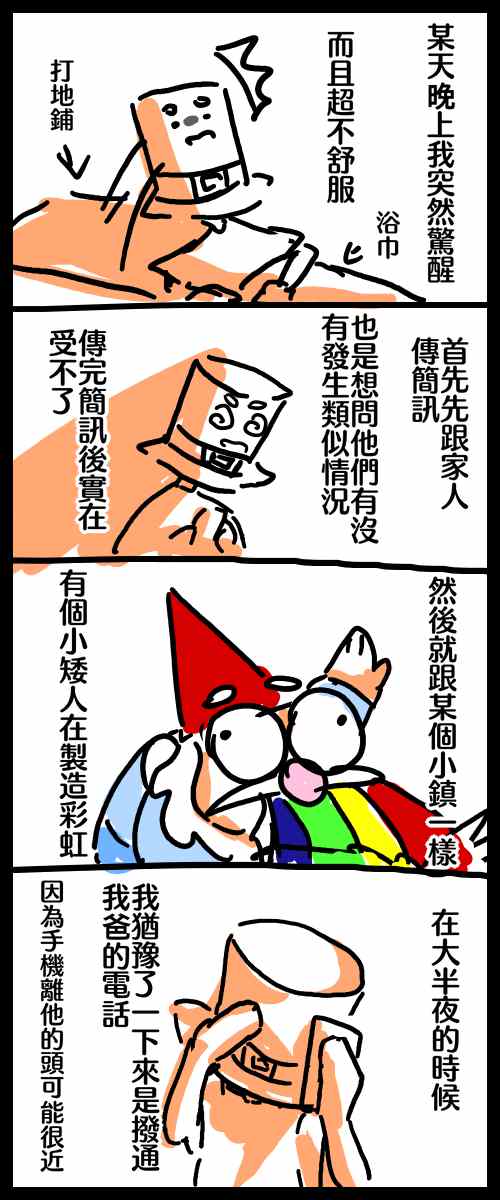 某天晚上我突然驚醒
而且超不舒服
浴巾
打地鋪
首先先跟家人
傳簡訊
也是想問他們有沒
有發生類似情況
傳完簡訊後實在
受不了
然後就跟某個小鎮一樣
有個小矮人在製造彩虹
在大半夜的時候
我猶豫了一下來是撥通
我爸的電話
因為手機離他的頭可能很近